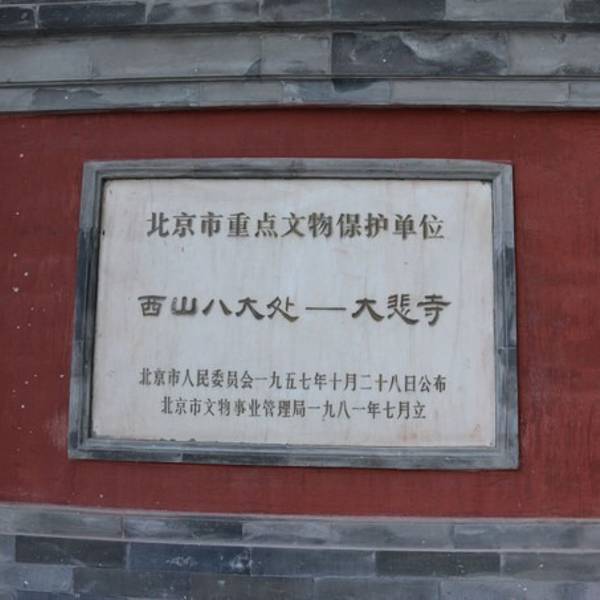 北京市重点文物保护单位
西山八大处——大悲寺
北京市人民委员会一九五七年十月二十八日公布
北京市文物事业管理局一九八一年七月立